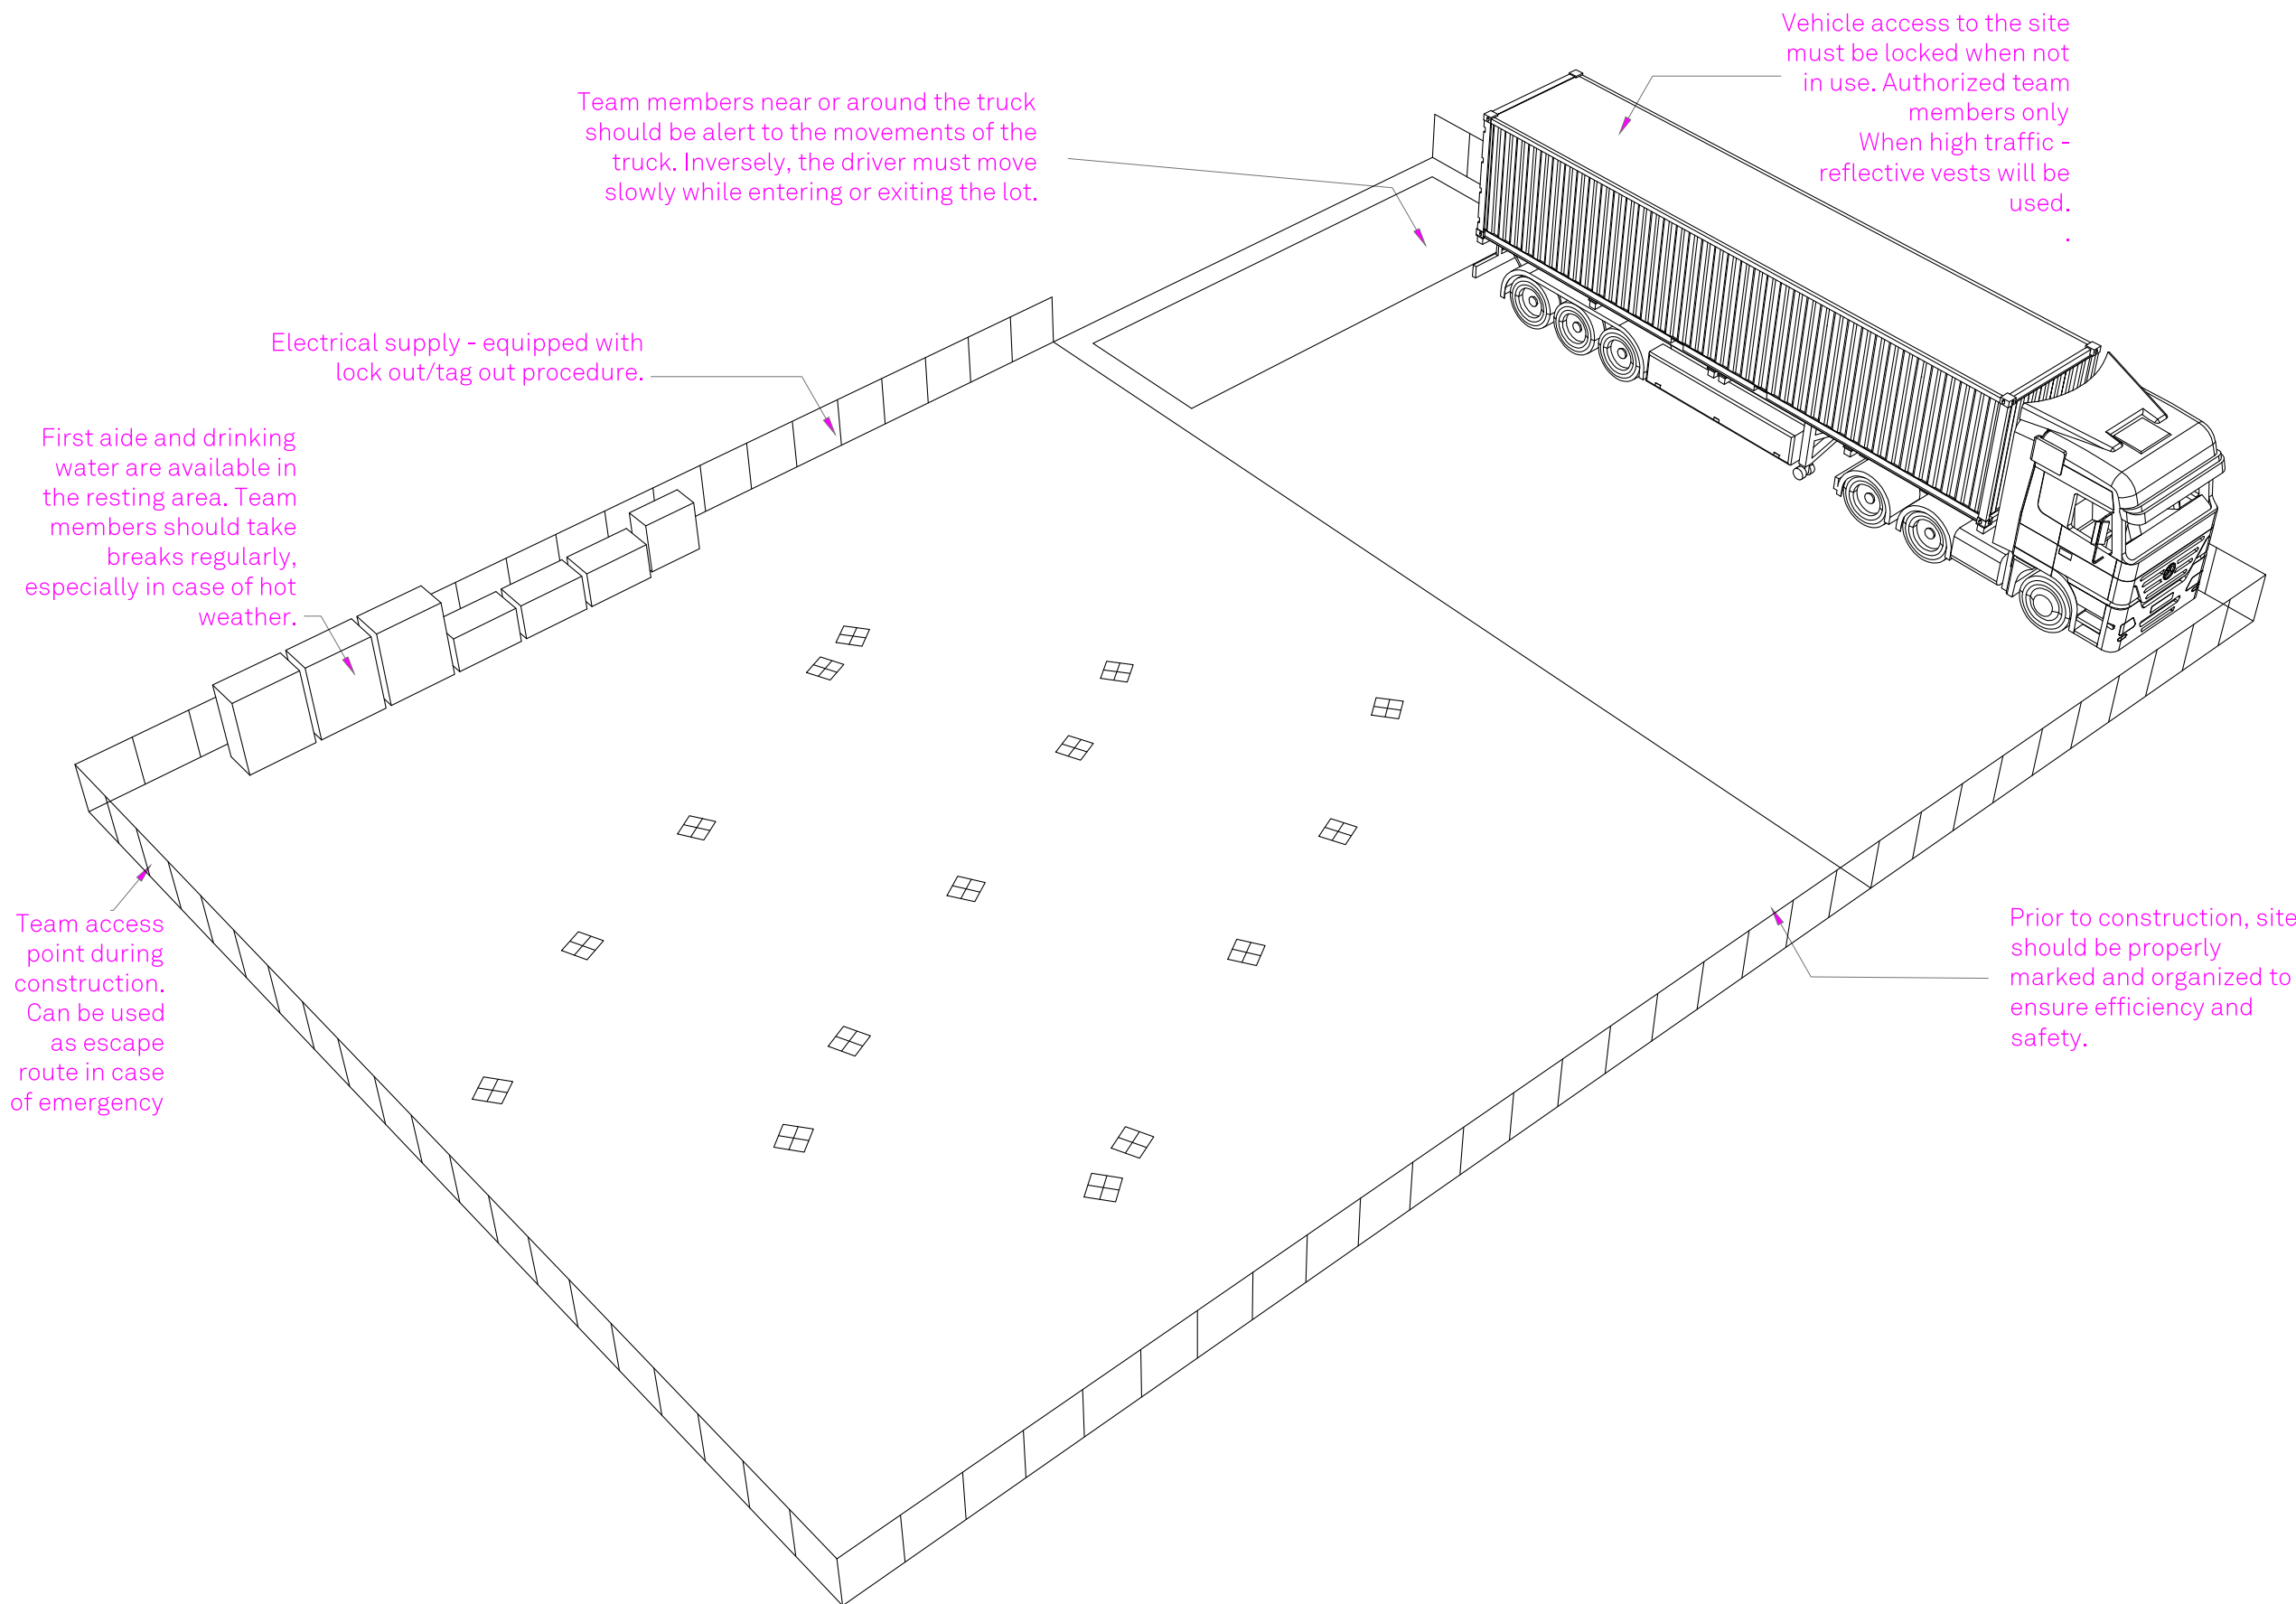 Vehicle access to the site
must be locked when not
in use. Authorized team
members only
When high traffic -
reflective vests will be
used.
.
Team members near or around the truck
should be alert to the movements of the
truck. Inversely, the driver must move
slowly while entering or exiting the lot.
Electrical supply - equipped with
lock out/tag out procedure.
First aide and drinking
water are available in
the resting area. Team
members should take
breaks regularly,
especially in case of hot
weather.
Team access
point during
construction.
Can be used
as escape
route in case
of emergency
Prior to construction, site
should be properly
marked and organized to
ensure efficiency and
safety.